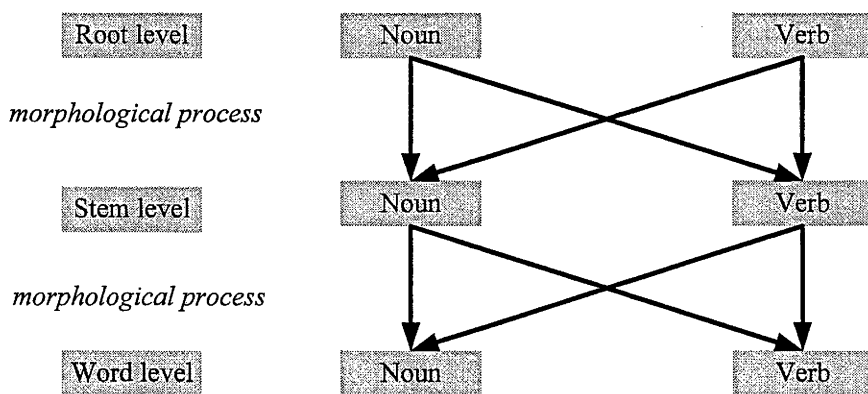 Root level Noun Verb
morphological process
Stem level Noun Verb
morphological process
Word level Noun Verb